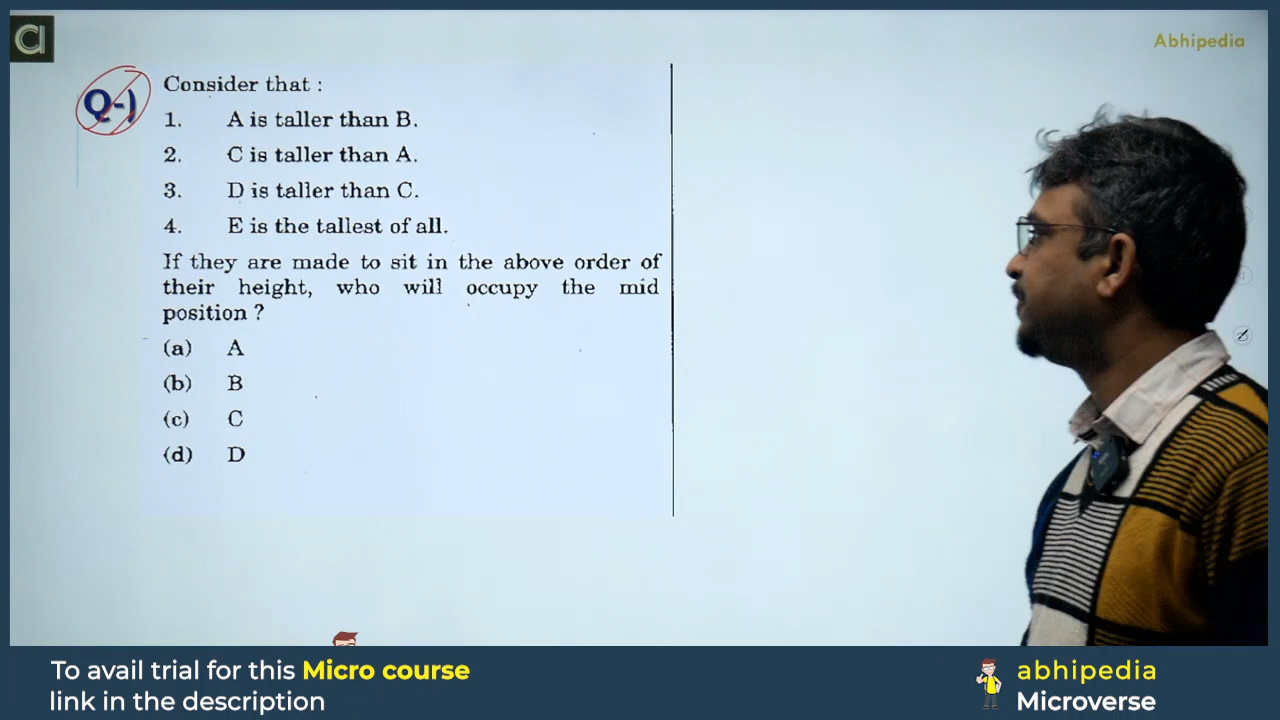 Abhipedia
Q-)
Consider that :
1. A is taller than B.
2. C is taller than A.
3. D is taller than C.
4. E is the tallest of all.
If they are made to sit in the above order of
their height, who will occupy the mid
position ?
(a) A
(b) B
(c) C
(d) D
To avail trial for this Micro course
link in the description
abhipedia
Microverse